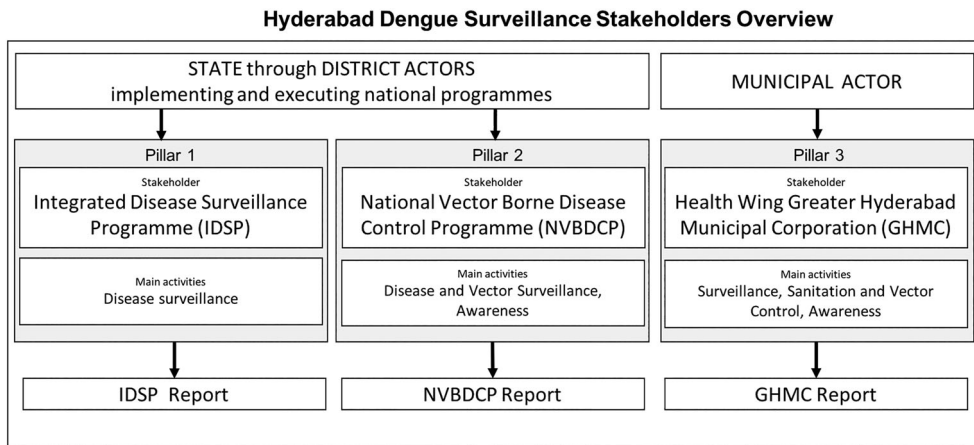 Hyderabad Dengue Surveillance Stakeholders Overview
STATE through DISTRICT ACTORS
implementing and executing national programmes
MUNICIPAL ACTOR
Pillar 1
Stakeholder
Integrated Disease Surveillance
Programme (IDSP)
Main activities
Disease surveillance
IDSP Report
Pillar 2
Stakeholder
National Vector Borne Disease
Control Programme (NVBDCP)
Main activities
Disease and Vector Surveillance,
Awareness
NVBDCP Report
Pillar 3
Stakeholder
Health Wing Greater Hyderabad
Municipal Corporation (GHMC)
Main activities
Surveillance, Sanitation and Vector
Control, Awareness
GHMC Report